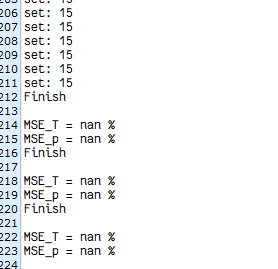 205 set: 15
206 set: 15
207 set: 15
208 set: 15
209 set: 15
210 set: 15
211 set: 15
212 Finish
213
214 MSE_T = nan %
215 MSE_p = nan %
216 Finish
217
218 MSE_T = nan %
219 MSE_p = nan %
220 Finish
221
222 MSE_T = nan %
223 MSE_p = nan %
224